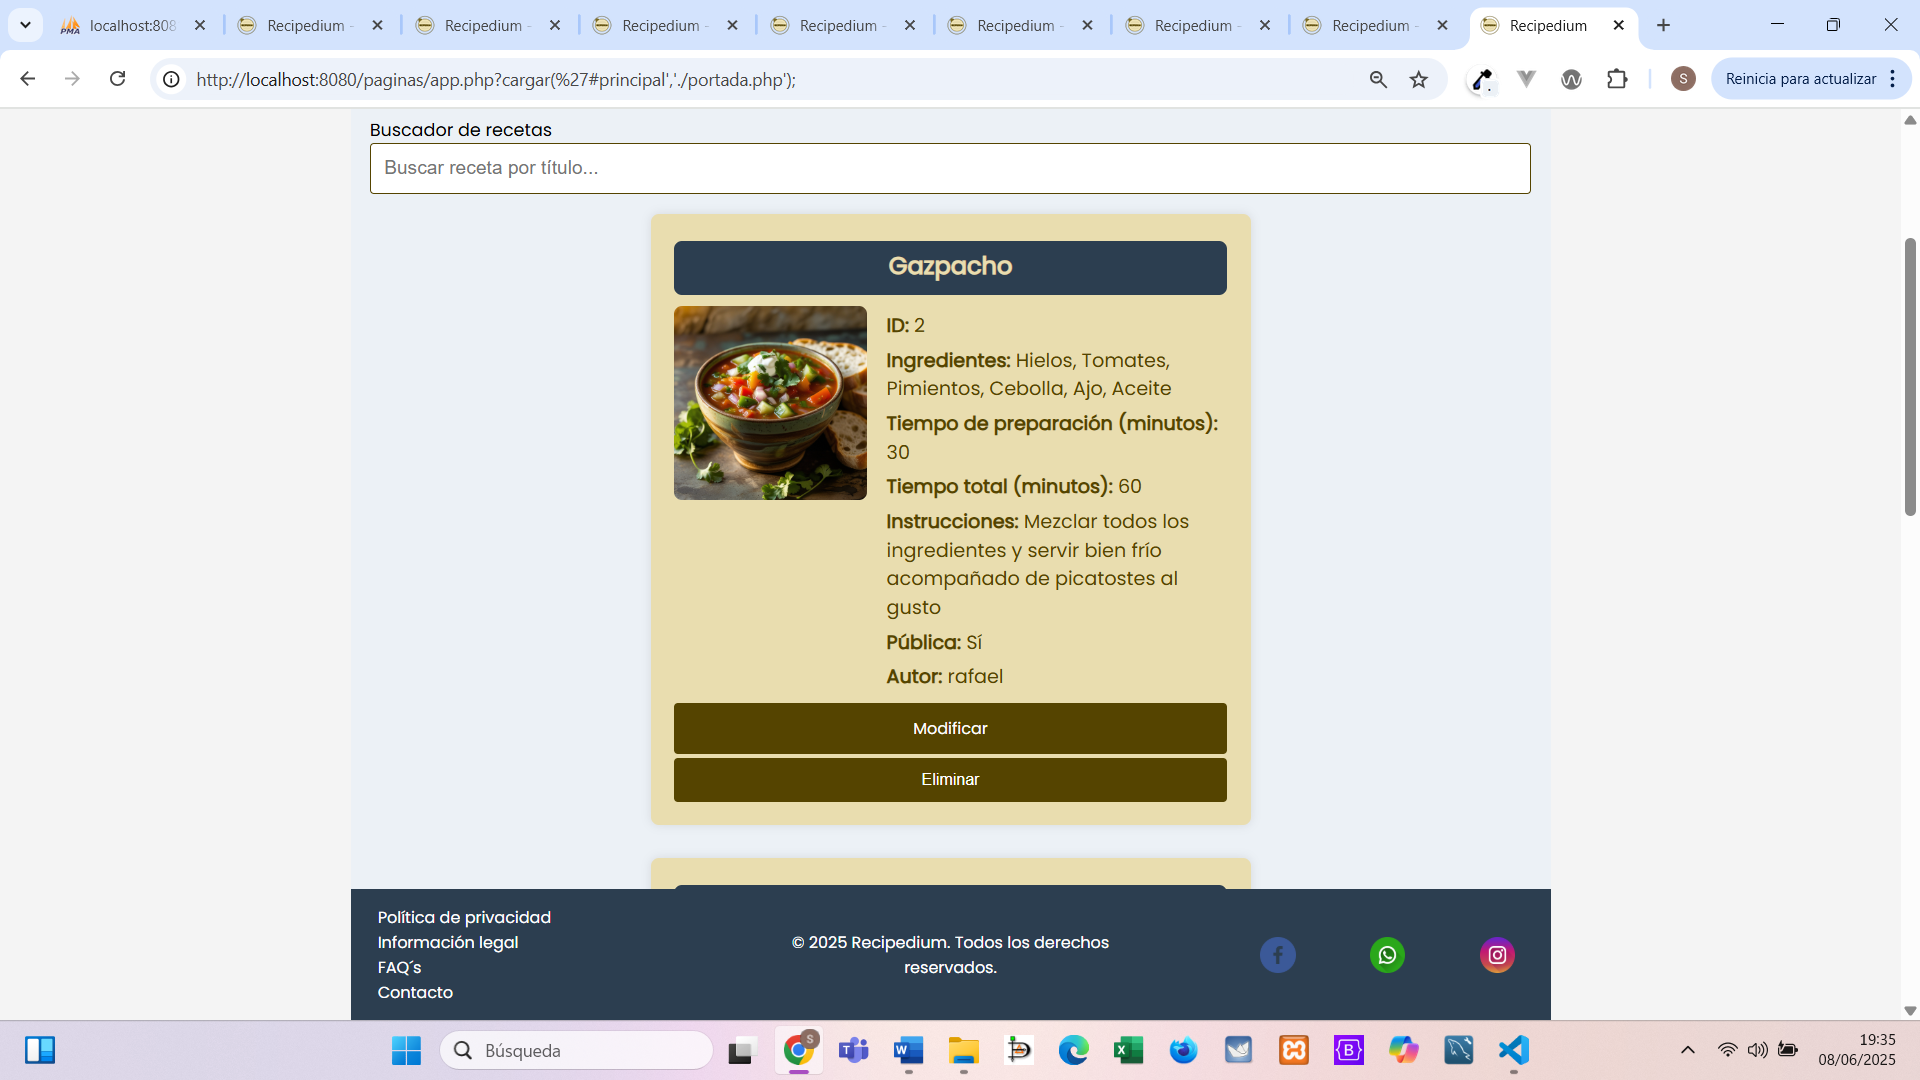 localhost:808
Recipedium -
Recipedium -
Recipedium -
Recipedium -
Recipedium -
Recipedium -
Recipedium -
Recipedium
http://localhost:8080/paginas/app.php?cargar(%27#principal','./portada.php');
S
Reinicia para actualizar
Buscador de recetas
Buscar receta por título...
Gazpacho
ID: 2
Ingredientes: Hielos, Tomates,
Pimientos, Cebolla, Ajo, Aceite
Tiempo de preparación (minutos):
30
Tiempo total (minutos): 60
Instrucciones: Mezclar todos los
ingredientes y servir bien frío
acompañado de picatostes al
gusto
Pública: Sí
Autor: rafael
Modificar
Eliminar
Política de privacidad
Información legal
FAQ´s
Contacto
© 2025 Recipedium. Todos los derechos
reservados.
Búsqueda
19:35
08/06/2025